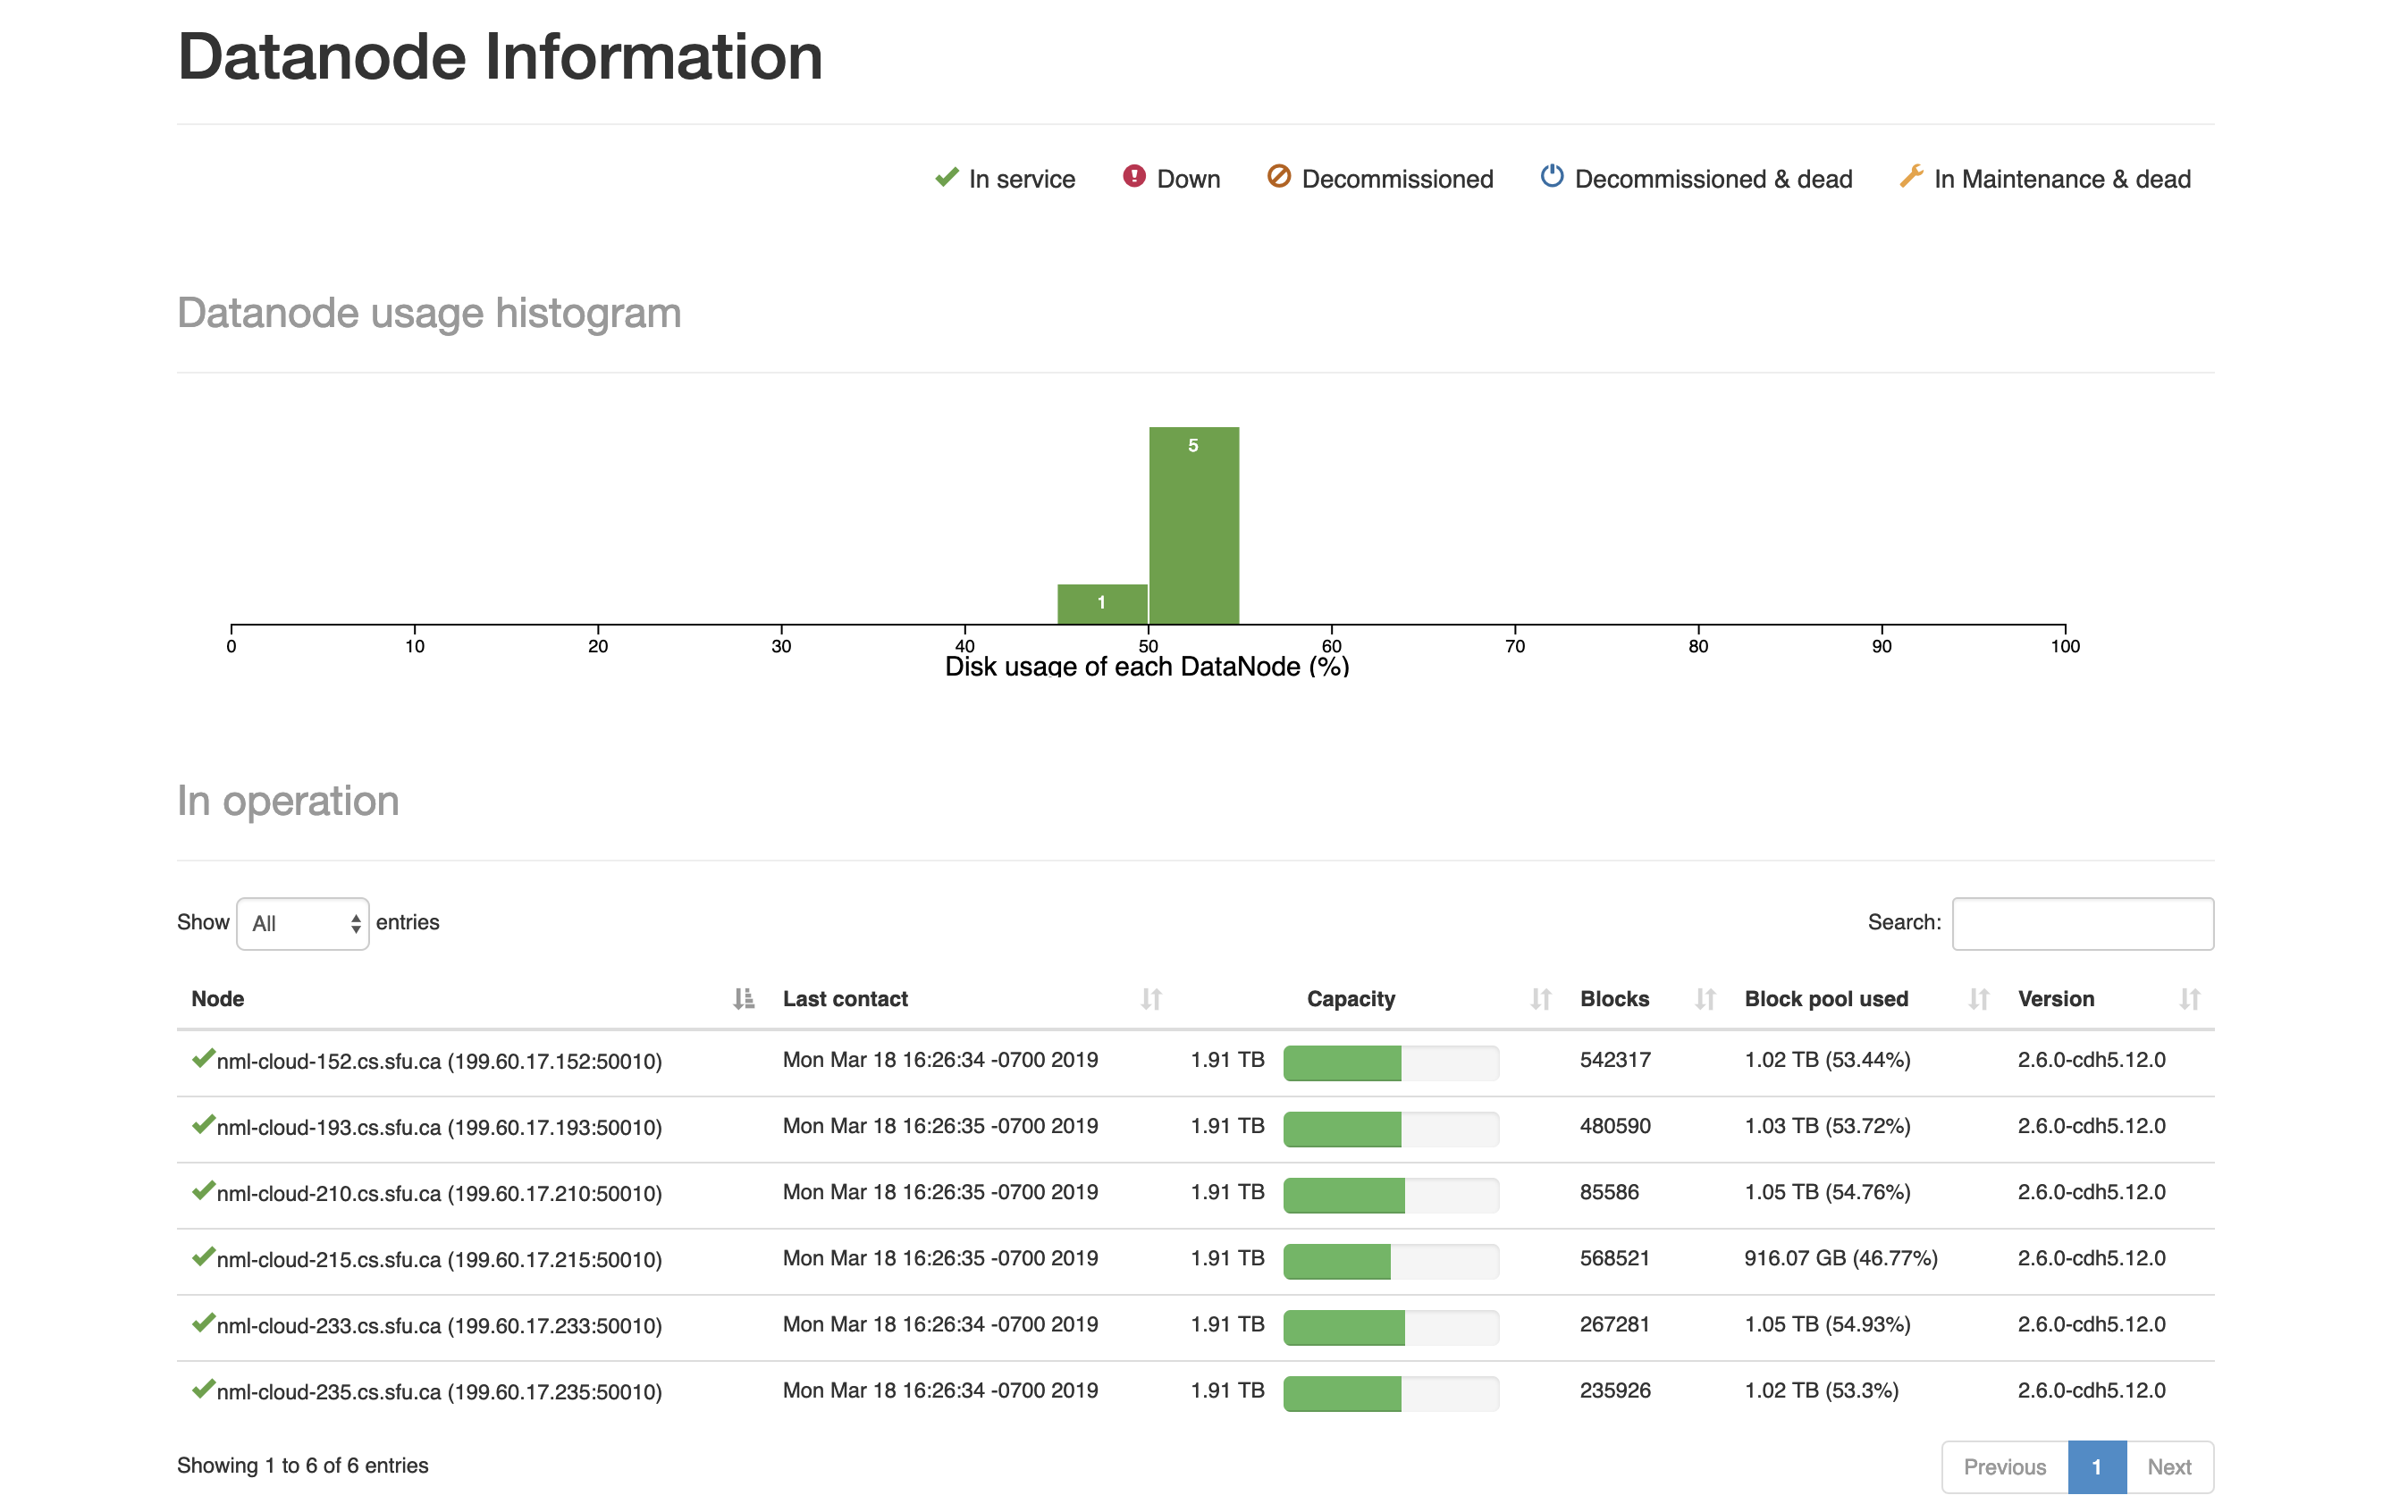 Datanode Information
In service Down Decommissioned Decommissioned & dead In Maintenance & dead
Datanode usage histogram
5
1
0 10 20 30 40 50 60 70 80 90 100
Disk usage of each DataNode (%)
In operation
Show All entries Search:
Node Last contact Capacity Blocks Block pool used Version
nml-cloud-152.cs.sfu.ca (199.60.17.152:50010) Mon Mar 18 16:26:34 -0700 2019 1.91 TB 542317 1.02 TB (53.44%) 2.6.0-cdh5.12.0
nml-cloud-193.cs.sfu.ca (199.60.17.193:50010) Mon Mar 18 16:26:35 -0700 2019 1.91 TB 480590 1.03 TB (53.72%) 2.6.0-cdh5.12.0
nml-cloud-210.cs.sfu.ca (199.60.17.210:50010) Mon Mar 18 16:26:35 -0700 2019 1.91 TB 85586 1.05 TB (54.76%) 2.6.0-cdh5.12.0
nml-cloud-215.cs.sfu.ca (199.60.17.215:50010) Mon Mar 18 16:26:35 -0700 2019 1.91 TB 568521 916.07 GB (46.77%) 2.6.0-cdh5.12.0
nml-cloud-233.cs.sfu.ca (199.60.17.233:50010) Mon Mar 18 16:26:34 -0700 2019 1.91 TB 267281 1.05 TB (54.93%) 2.6.0-cdh5.12.0
nml-cloud-235.cs.sfu.ca (199.60.17.235:50010) Mon Mar 18 16:26:34 -0700 2019 1.91 TB 235926 1.02 TB (53.3%) 2.6.0-cdh5.12.0
Showing 1 to 6 of 6 entries Previous 1 Next